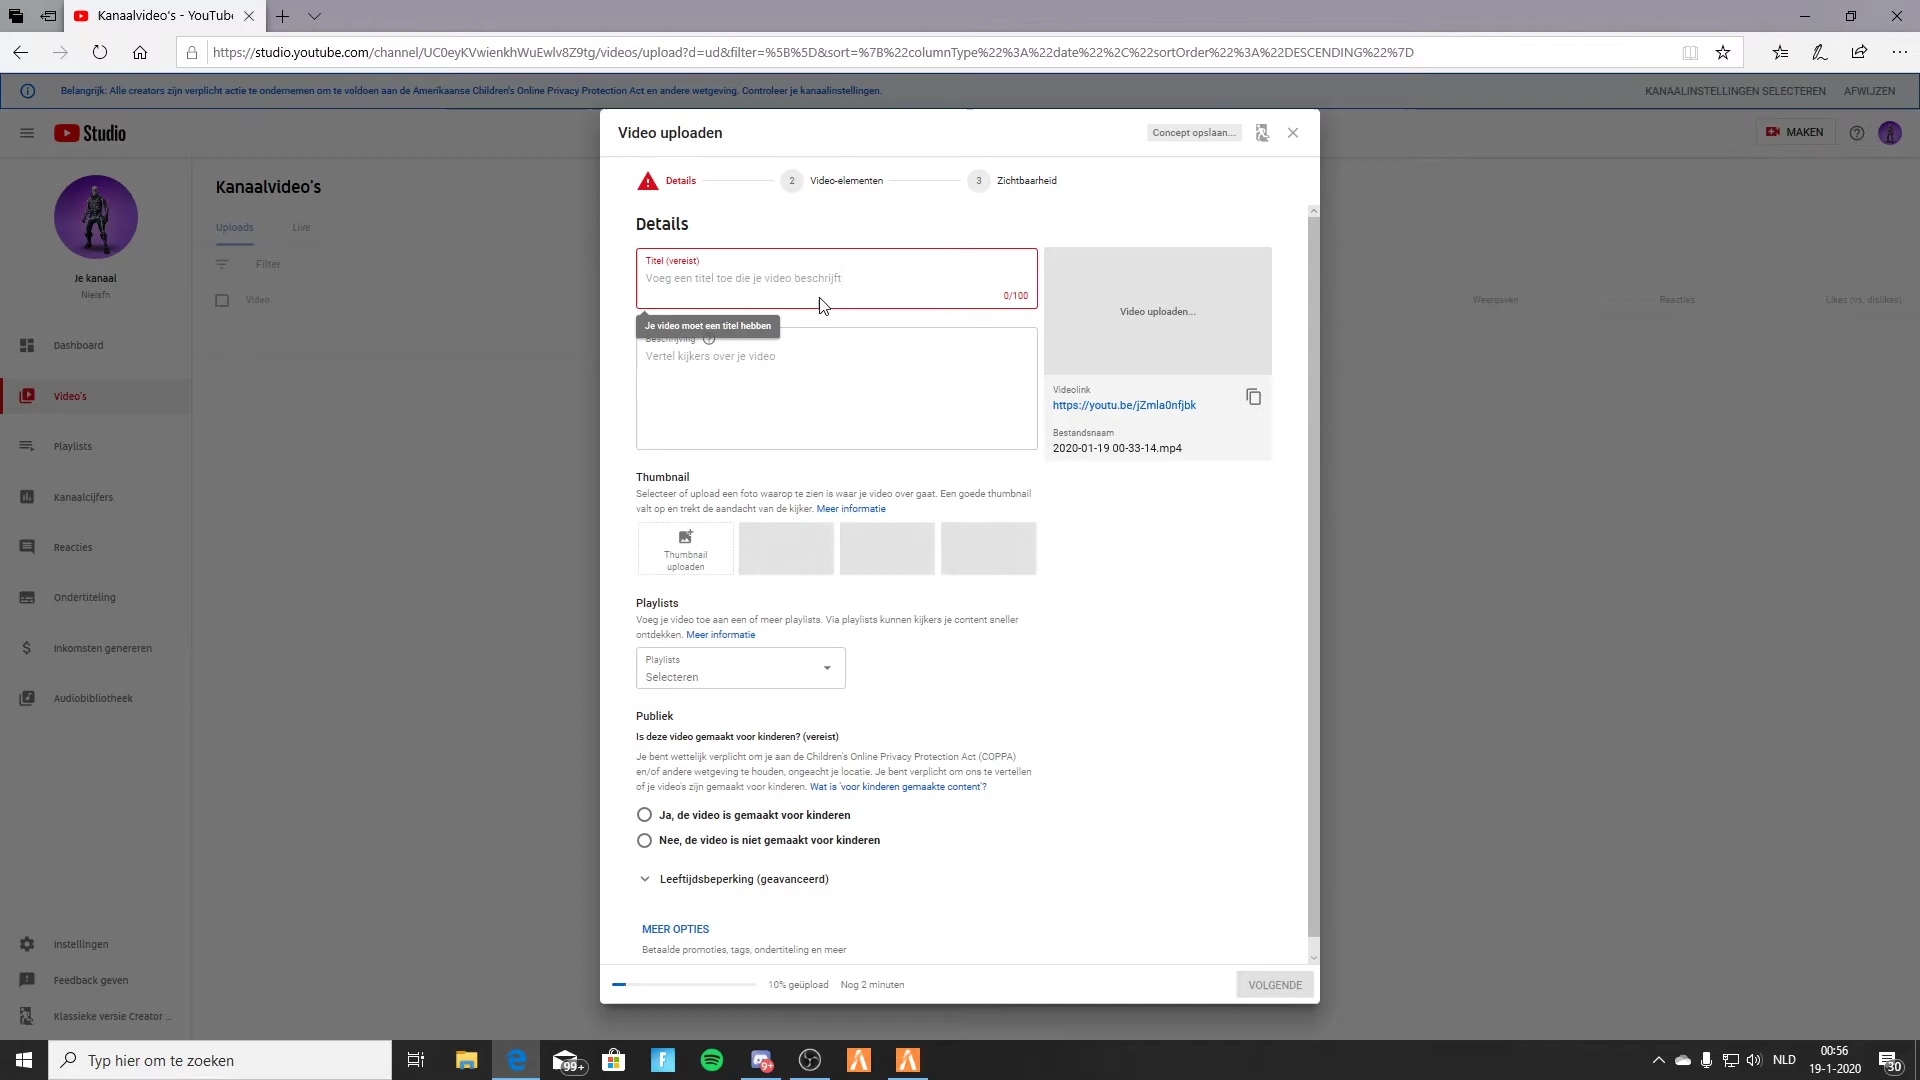 Kanaalvideo's - YouTube
https://studio.youtube.com/channel/UC0eyKVwienkhWuEwlv8Z9tg/videos/upload?d=ud&filter=%5B%5D&sort=%7B%22columnType%22%3A%22date%22%2C%22sortOrder%22%3A%22DESCENDING%22%7D
Belangrijk: Alle creators zijn verplicht actie te ondernemen om te voldoen aan de Amerikaanse Children's Online Privacy Protection Act en andere wetgeving. Controleer je kanaalinstellingen.
KANAALINSTELLINGEN SELECTEREN
AFWIJZEN
Studio
MAKEN
Je kanaal
Nielsfn
Dashboard
Video's
Playlists
Kanaalcijfers
Reacties
Ondertiteling
Inkomsten genereren
Audiobibliotheek
Instellingen
Feedback geven
Klassieke versie Creator ...
Kanaalvideo's
Uploads
Live
Filter
Video
Weergaven
Reacties
Likes (vs. dislikes)
Video uploaden
Concept opslaan...
Details
2
Video-elementen
3
Zichtbaarheid
Details
Titel (vereist)
Voeg een titel toe die je video beschrijft
0/100
Je video moet een titel hebben
Beschrijving
Vertel kijkers over je video
Video uploaden...
Videolink
https://youtu.be/jZmla0nfjbk
Bestandsnaam
2020-01-19 00-33-14.mp4
Thumbnail
Selecteer of upload een foto waarop te zien is waar je video over gaat. Een goede thumbnail
valt op en trekt de aandacht van de kijker. Meer informatie
Thumbnail
uploaden
Playlists
Voeg je video toe aan een of meer playlists. Via playlists kunnen kijkers je content sneller
ontdekken. Meer informatie
Playlists
Selecteren
Publiek
Is deze video gemaakt voor kinderen? (vereist)
Je bent wettelijk verplicht om je aan de Children's Online Privacy Protection Act (COPPA)
en/of andere wetgeving te houden, ongeacht je locatie. Je bent verplicht om ons te vertellen
of je video's zijn gemaakt voor kinderen. Wat is 'voor kinderen gemaakte content'?
Ja, de video is gemaakt voor kinderen
Nee, de video is niet gemaakt voor kinderen
Leeftijdsbeperking (geavanceerd)
MEER OPTIES
Betaalde promoties, tags, ondertiteling en meer
10% geüpload
Nog 2 minuten
VOLGENDE
Typ hier om te zoeken
99+
9+
NLD
00:56
19-1-2020
30